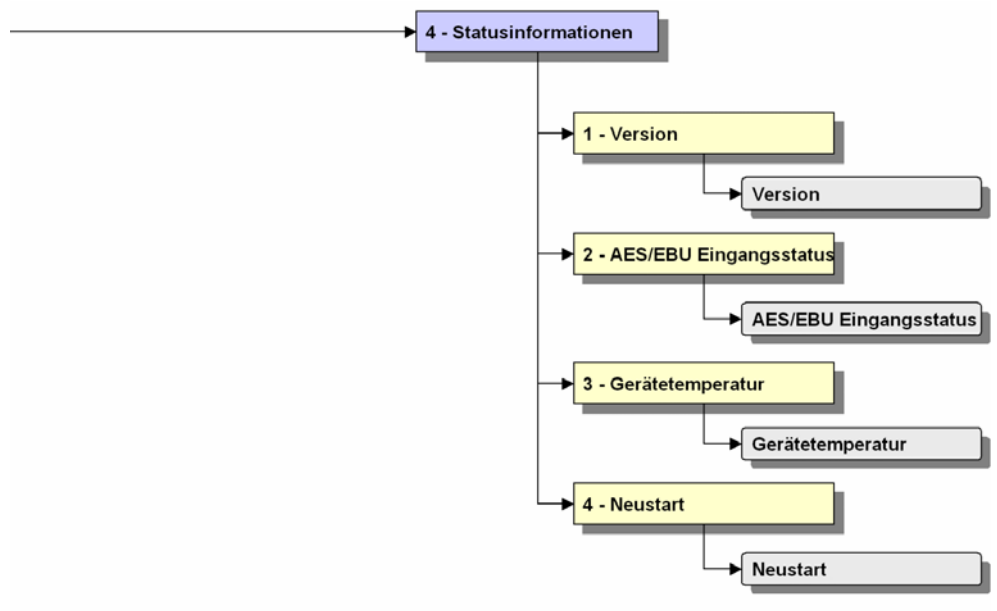 4 - Statusinformationen
1 - Version
Version
2 - AES/EBU Eingangsstatus
AES/EBU Eingangsstatus
3 - Gerätetemperatur
Gerätetemperatur
4 - Neustart
Neustart